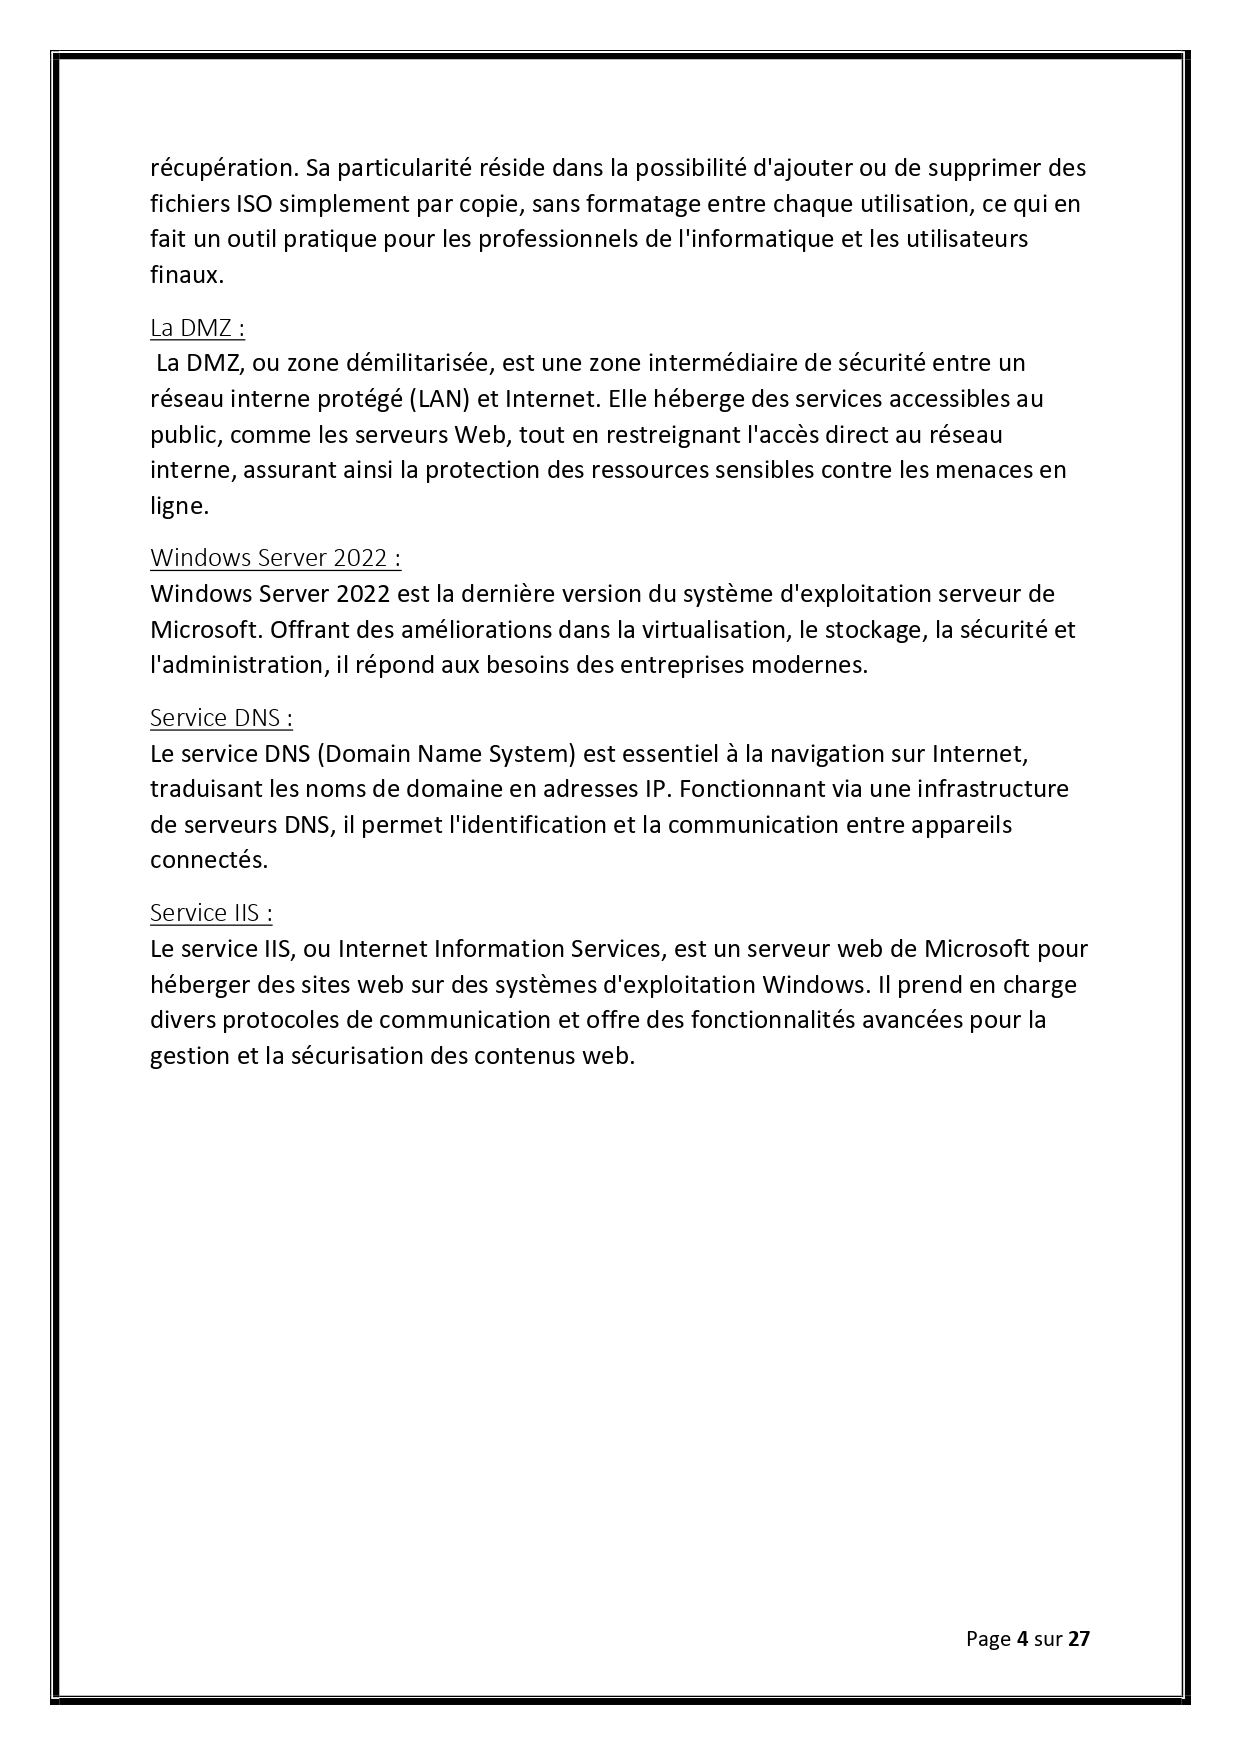 récupération. Sa particularité réside dans la possibilité d'ajouter ou de supprimer des
fichiers ISO simplement par copie, sans formatage entre chaque utilisation, ce qui en
fait un outil pratique pour les professionnels de l'informatique et les utilisateurs
finaux.
La DMZ :
La DMZ, ou zone démilitarisée, est une zone intermédiaire de sécurité entre un
réseau interne protégé (LAN) et Internet. Elle héberge des services accessibles au
public, comme les serveurs Web, tout en restreignant l'accès direct au réseau
interne, assurant ainsi la protection des ressources sensibles contre les menaces en
ligne.
Windows Server 2022 :
Windows Server 2022 est la dernière version du système d'exploitation serveur de
Microsoft. Offrant des améliorations dans la virtualisation, le stockage, la sécurité et
l'administration, il répond aux besoins des entreprises modernes.
Service DNS :
Le service DNS (Domain Name System) est essentiel à la navigation sur Internet,
traduisant les noms de domaine en adresses IP. Fonctionnant via une infrastructure
de serveurs DNS, il permet l'identification et la communication entre appareils
connectés.
Service IIS :
Le service IIS, ou Internet Information Services, est un serveur web de Microsoft pour
héberger des sites web sur des systèmes d'exploitation Windows. Il prend en charge
divers protocoles de communication et offre des fonctionnalités avancées pour la
gestion et la sécurisation des contenus web.
Page 4 sur 27